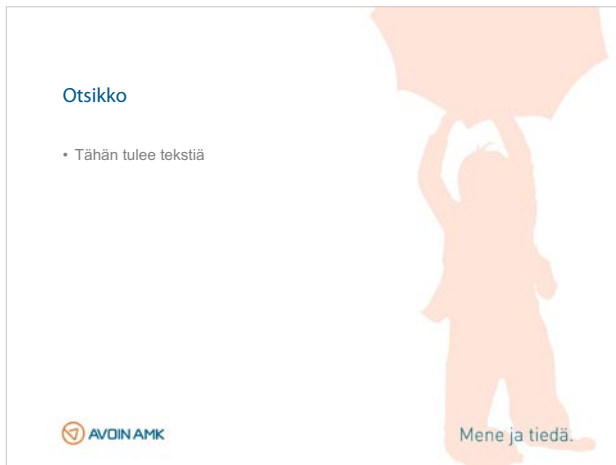 Otsikko
• Tähän tulee tekstiä
AVOIN AMK
Mene ja tiedä.